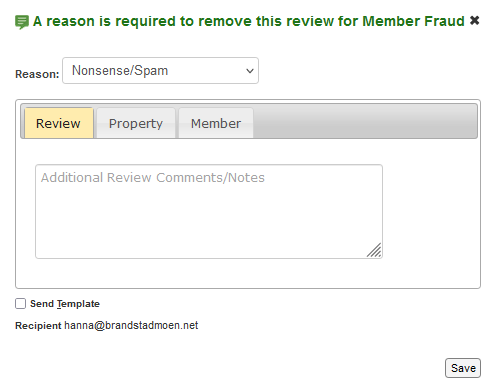 A reason is required to remove this review for Member Fraud ✖
Reason: Nonsense/Spam
Review Property Member
Additional Review Comments/Notes
Send Template
Recipient hanna@brandstadmoen.net
Save